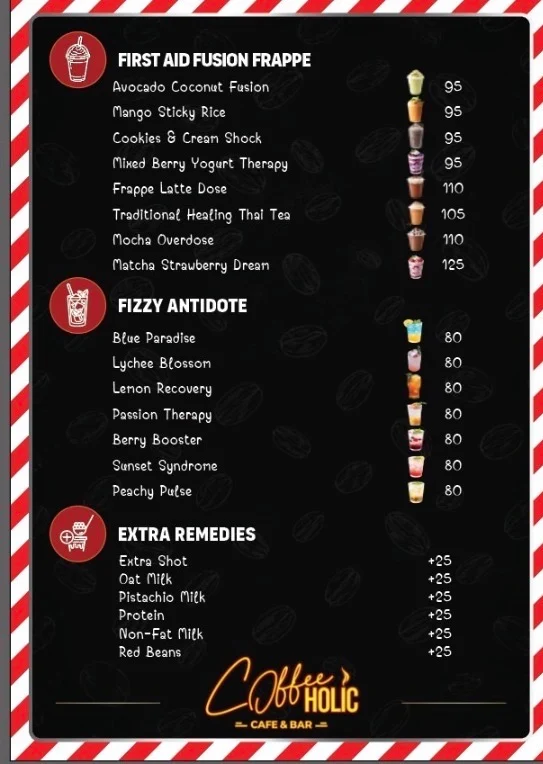 FIRST AID FUSION FRAPPE
Avocado Coconut Fusion 95
Mango Sticky Rice 95
Cookies & Cream Shock 95
Mixed Berry Yogurt Therapy 95
Frappe Latte Dose 110
Traditional Healing Thai Tea 105
Mocha Overdose 110
Matcha Strawberry Dream 125
FIZZY ANTIDOTE
Blue Paradise 80
Lychee Blossom 80
Lemon Recovery 80
Passion Therapy 80
Berry Booster 80
Sunset Syndrome 80
Peachy Pulse 80
EXTRA REMEDIES
Extra Shot +25
Oat Milk +25
Pistachio Milk +25
Protein +25
Non-Fat Milk +25
Red Beans +25
Coffee
HOLIC
CAFE & BAR